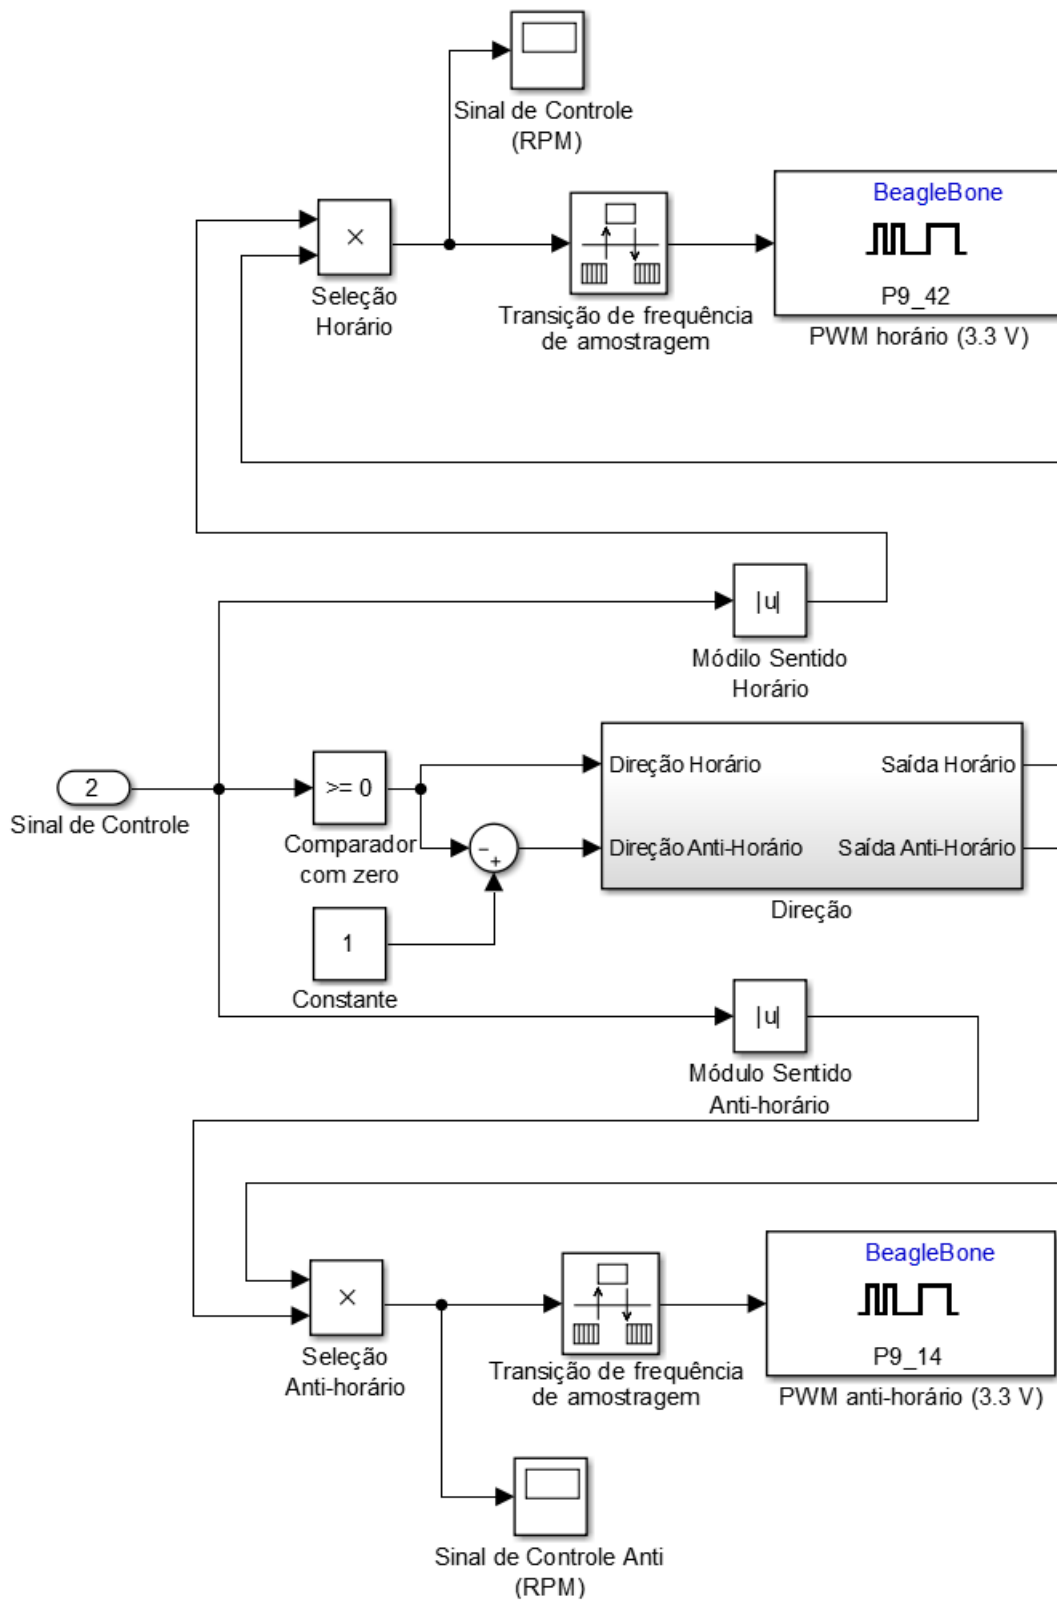 Sinal de Controle
(RPM)
BeagleBone
×
P9_42
Seleção
Horário
Transição de frequência
de amostragem
PWM horário (3.3 V)
|u|
Módilo Sentido
Horário
2
Sinal de Controle
>= 0
Comparador
com zero
Direção Horário
Saída Horário
−
+
Direção Anti-Horário
Saída Anti-Horário
Direção
1
Constante
|u|
Módulo Sentido
Anti-horário
BeagleBone
×
P9_14
Seleção
Anti-horário
Transição de frequência
de amostragem
PWM anti-horário (3.3 V)
Sinal de Controle Anti
(RPM)